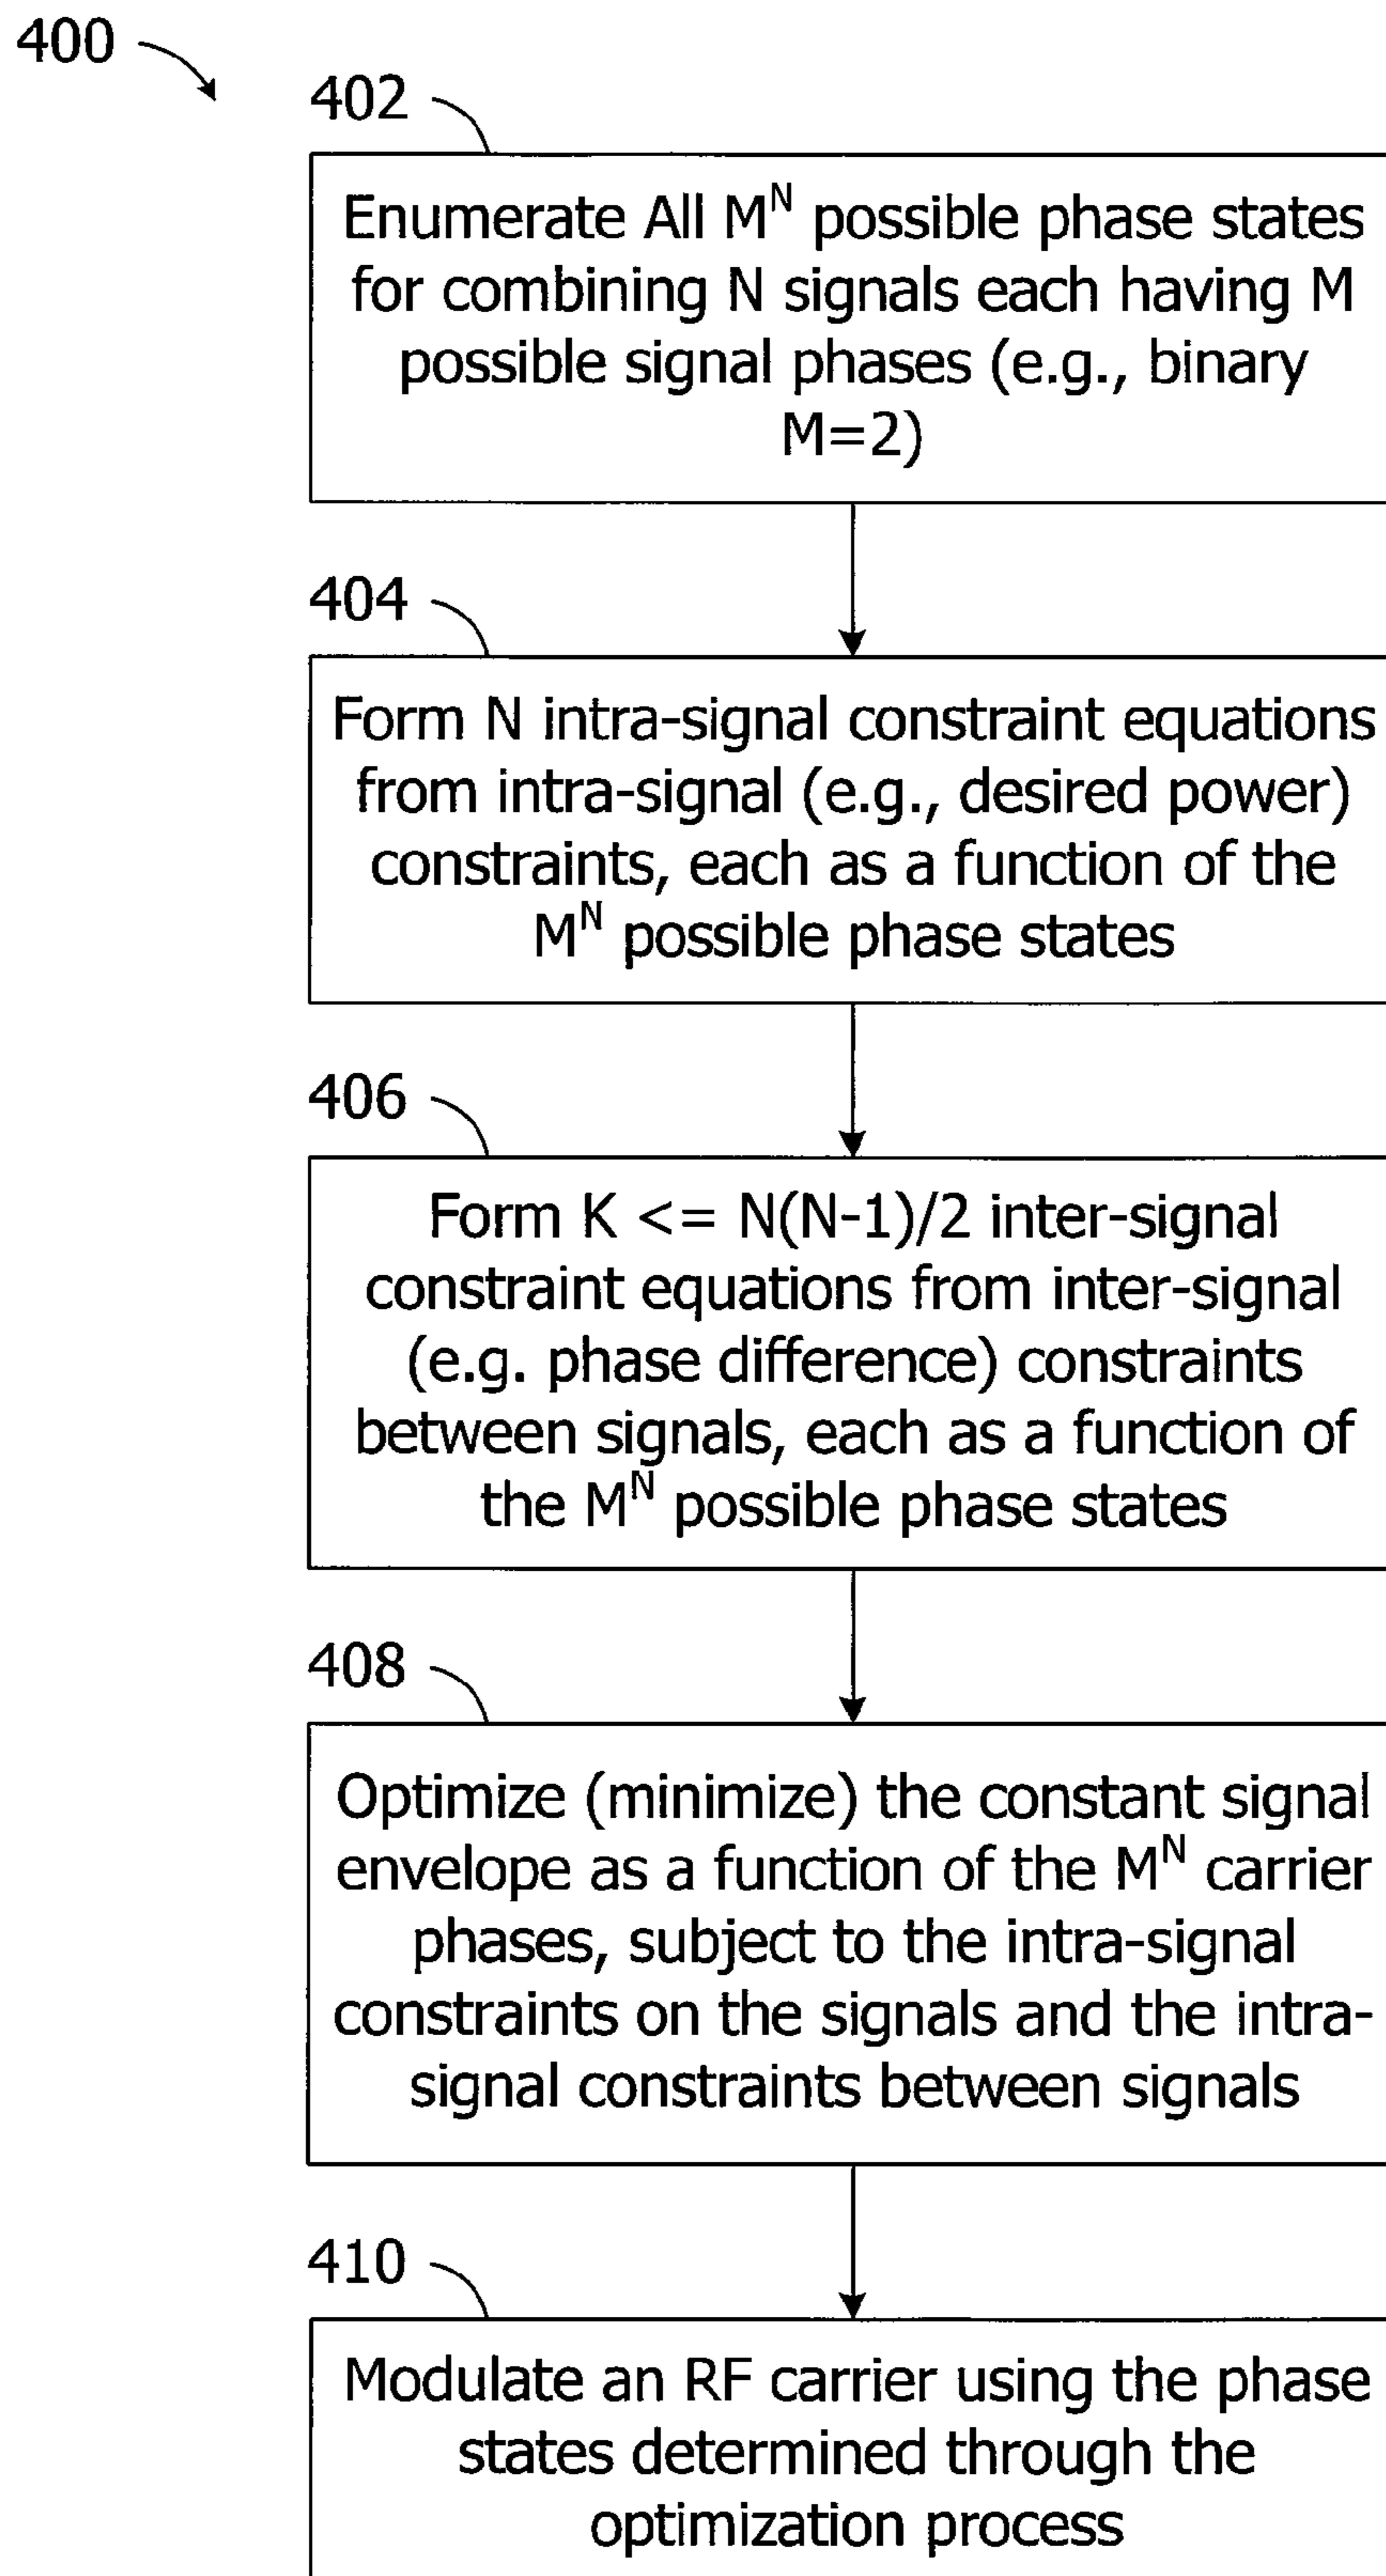 400
402
Enumerate All M^N possible phase states
for combining N signals each having M
possible signal phases (e.g., binary
M=2)
404
Form N intra-signal constraint equations
from intra-signal (e.g., desired power)
constraints, each as a function of the
M^N possible phase states
406
Form K <= N(N-1)/2 inter-signal
constraint equations from inter-signal
(e.g. phase difference) constraints
between signals, each as a function of
the M^N possible phase states
408
Optimize (minimize) the constant signal
envelope as a function of the M^N carrier
phases, subject to the intra-signal
constraints on the signals and the intra-
signal constraints between signals
410
Modulate an RF carrier using the phase
states determined through the
optimization process